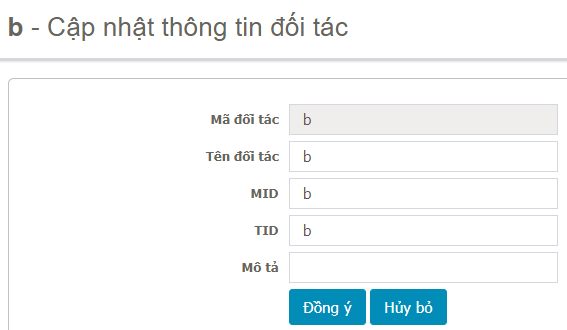 b - Cập nhật thông tin đối tác
Mã đối tác b
Tên đối tác b
MID b
TID b
Mô tả
Đồng ý Hủy bỏ